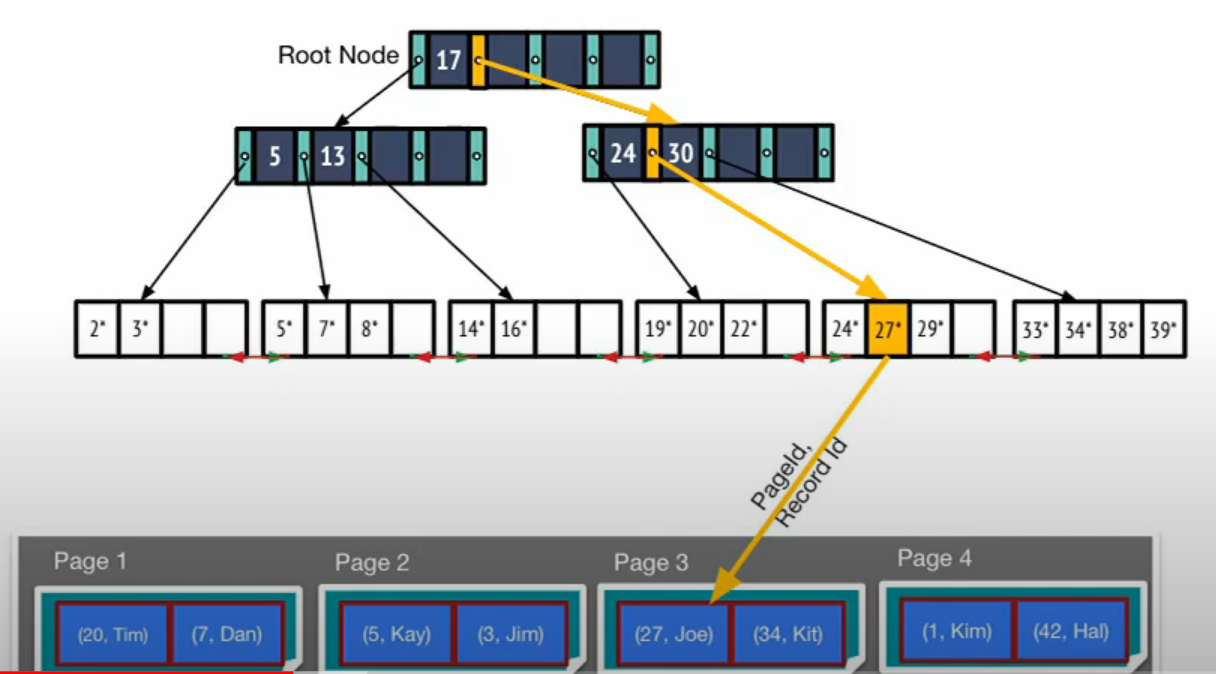 Root Node
17
5 13
24 30
2* 3*
5* 7* 8*
14* 16*
19* 20* 22*
24* 27* 29*
33* 34* 38* 39*
PageId,
Record Id
Page 1
Page 2
Page 3
Page 4
(20, Tim) (7, Dan)
(5, Kay) (3, Jim)
(27, Joe) (34, Kit)
(1, Kim) (42, Hal)